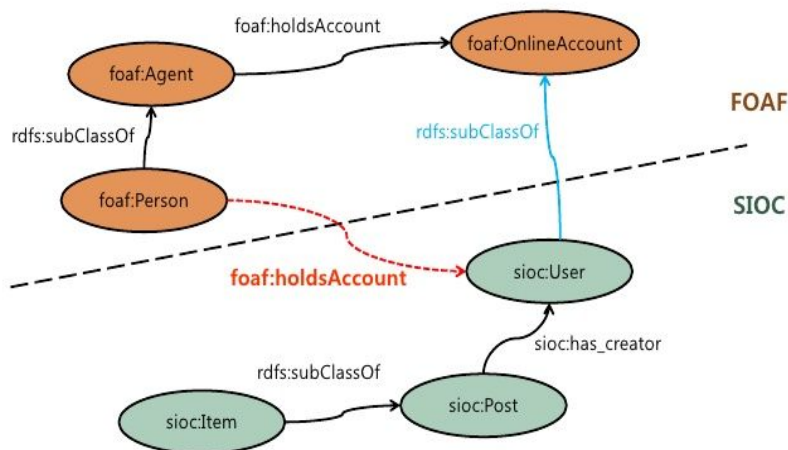 foaf:holdsAccount
foaf:OnlineAccount
foaf:Agent
FOAF
rdfs:subClassOf
rdfs:subClassOf
foaf:Person
SIOC
foaf:holdsAccount
sioc:User
sioc:has_creator
rdfs:subClassOf
sioc:Item
sioc:Post